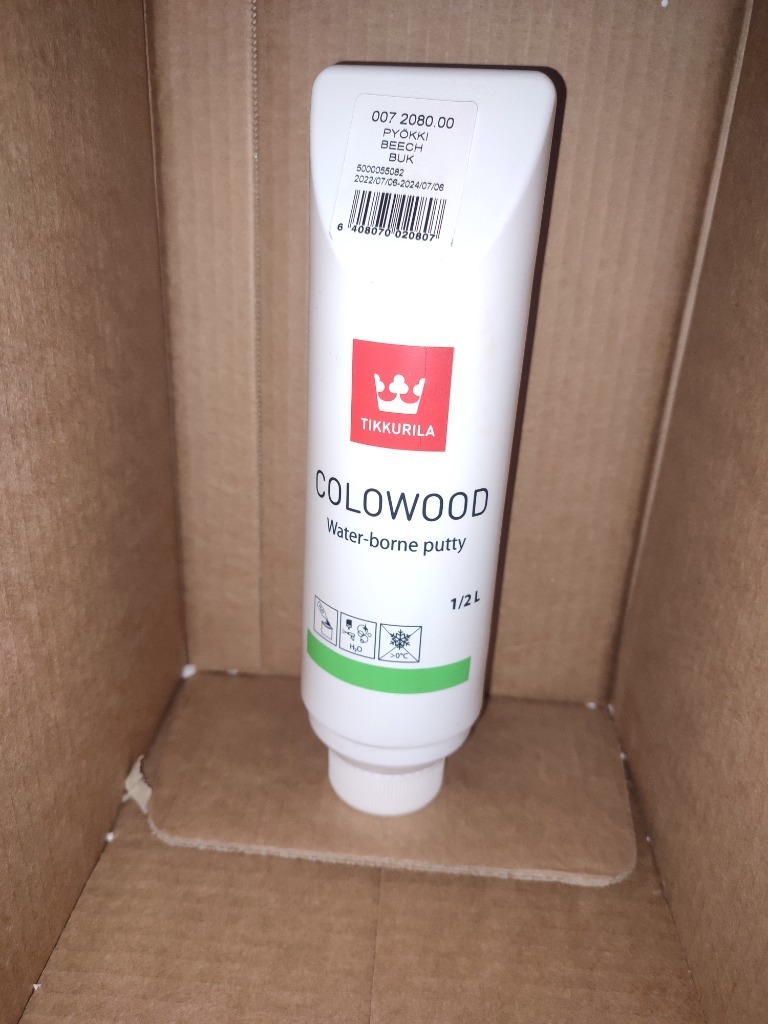 007 2080.00
PYÖKKI
BEECH
BUK
5000055082
2022/07/06-2024/07/06
6 408070 020807
TIKKURILA
COLOWOOD
Water-borne putty
1/2 L
H₂O
>0°C